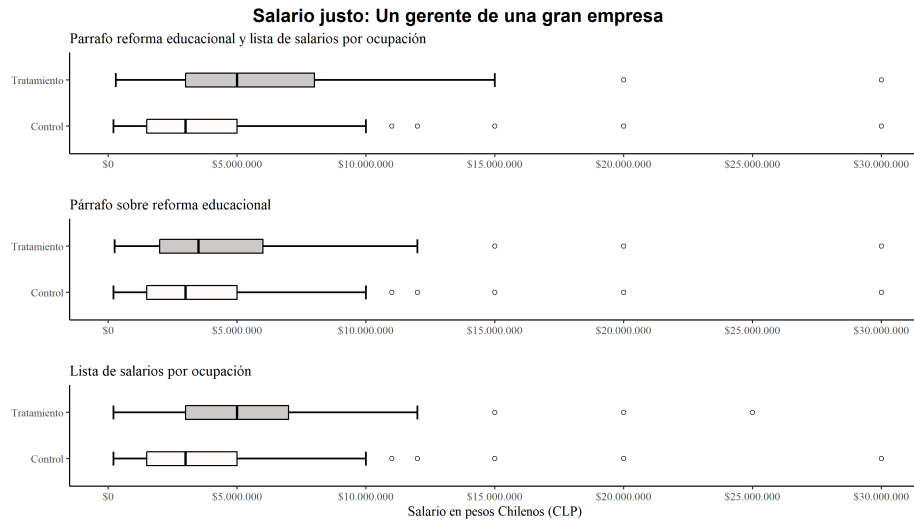 Salario justo: Un gerente de una gran empresa
Parrafo reforma educacional y lista de salarios por ocupación
Tratamiento
Control
$0 $5.000.000 $10.000.000 $15.000.000 $20.000.000 $25.000.000 $30.000.000
Párrafo sobre reforma educacional
Tratamiento
Control
$0 $5.000.000 $10.000.000 $15.000.000 $20.000.000 $25.000.000 $30.000.000
Lista de salarios por ocupación
Tratamiento
Control
$0 $5.000.000 $10.000.000 $15.000.000 $20.000.000 $25.000.000 $30.000.000
Salario en pesos Chilenos (CLP)